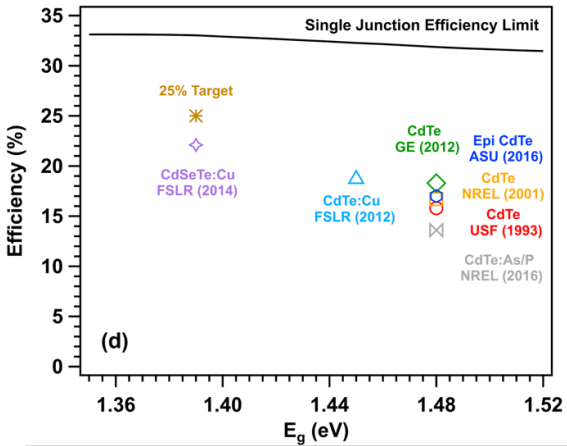 Single Junction Efficiency Limit
35
30
25
20
15
10
5
0
Efficiency (%)
25% Target
CdSeTe:Cu
FSLR (2014)
CdTe:Cu
FSLR (2012)
CdTe
GE (2012)
Epi CdTe
ASU (2016)
CdTe
NREL (2001)
CdTe
USF (1993)
CdTe:As/P
NREL (2016)
(d)
1.36 1.40 1.44 1.48 1.52
Eg (eV)